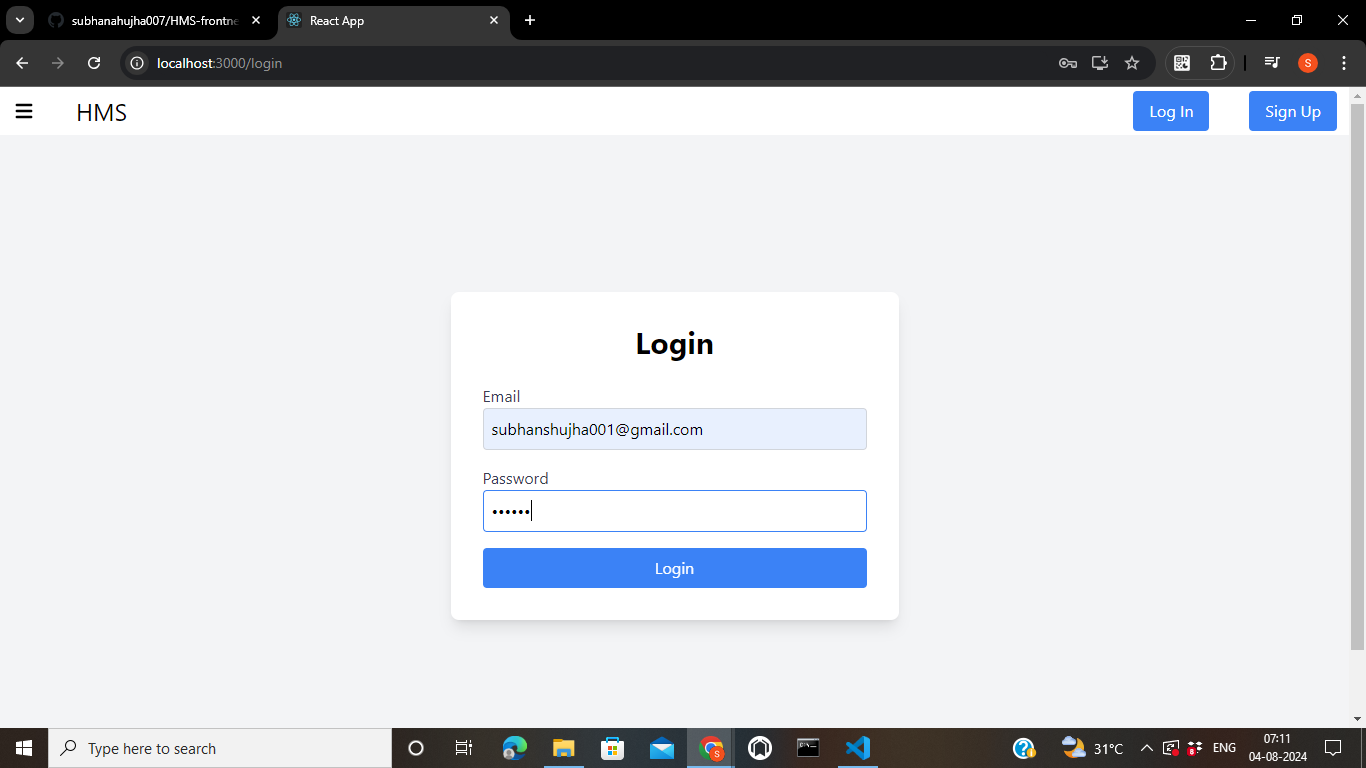 subhanahujha007/HMS-frontne
React App
localhost:3000/login
S
HMS
Log In
Sign Up
Login
Email
subhanshujha001@gmail.com
Password
••••••
Login
Type here to search
31°C
ENG
07:11
04-08-2024